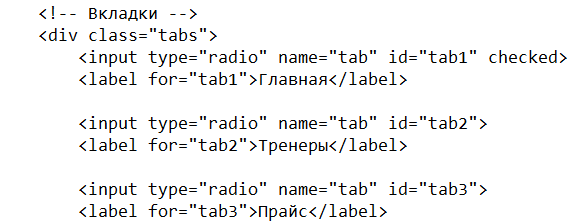 <!-- Вкладки -->
<div class="tabs">
<input type="radio" name="tab" id="tab1" checked>
<label for="tab1">Главная</label>
<input type="radio" name="tab" id="tab2">
<label for="tab2">Тренеры</label>
<input type="radio" name="tab" id="tab3">
<label for="tab3">Прайс</label>